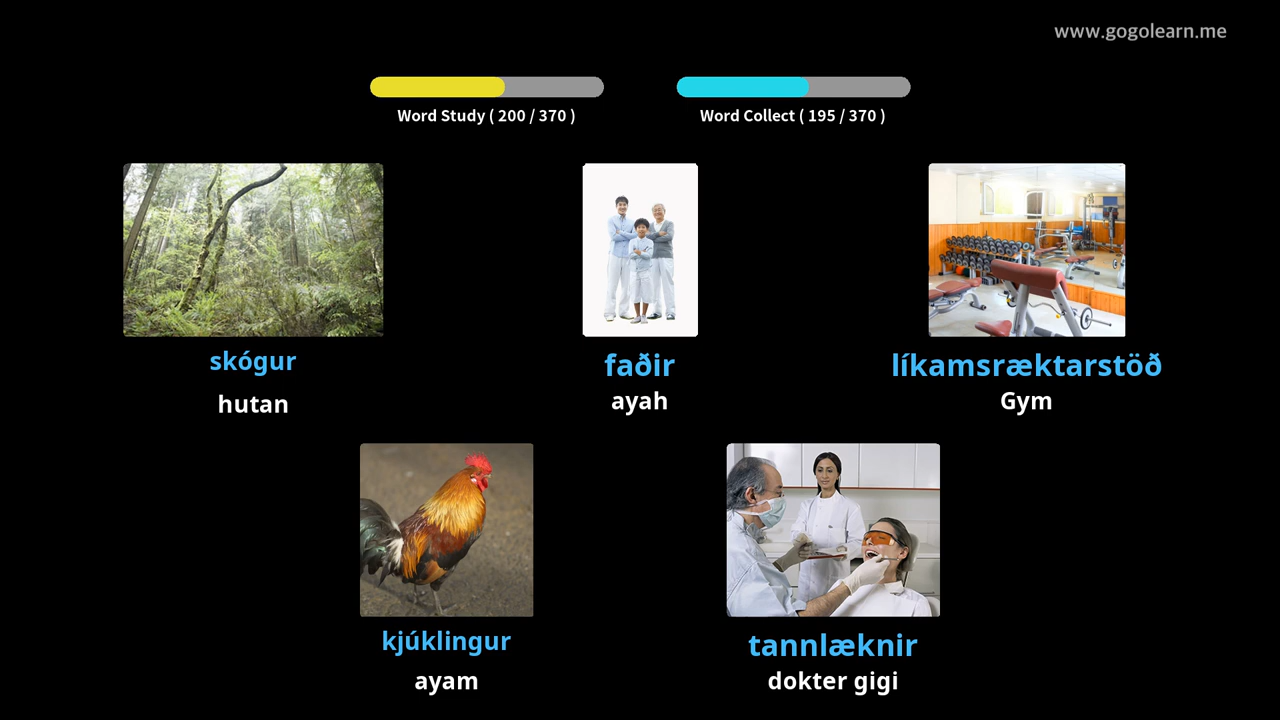 www.gogolearn.me
Word Study ( 200 / 370 )
Word Collect ( 195 / 370 )
skógur
hutan
faðir
ayah
líkamsræktarstöð
Gym
kjúklingur
ayam
tannlæknir
dokter gigi